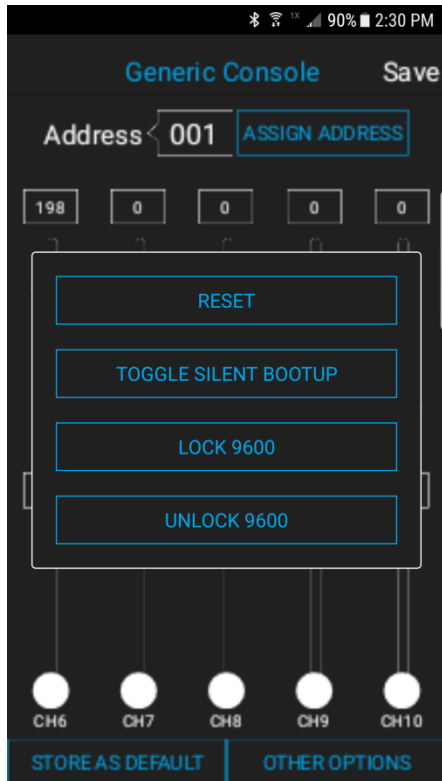 1X 90% 2:30 PM
Generic Console Save
Address 001 ASSIGN ADDRESS
198 0 0 0 0
RESET
TOGGLE SILENT BOOTUP
LOCK 9600
UNLOCK 9600
CH6 CH7 CH8 CH9 CH10
STORE AS DEFAULT OTHER OPTIONS